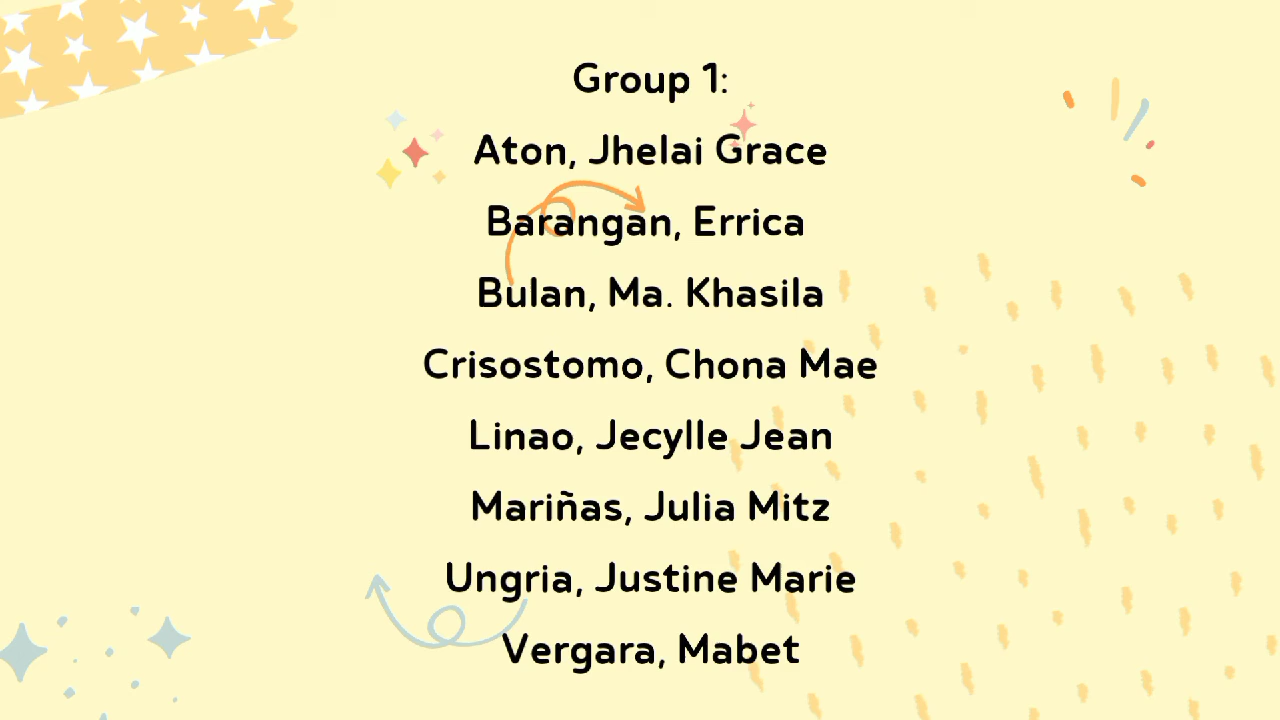 Group 1:
Aton, Jhelai Grace
Barangan, Errica
Bulan, Ma. Khasila
Crisostomo, Chona Mae
Linao, Jecylle Jean
Mariñas, Julia Mitz
Ungria, Justine Marie
Vergara, Mabet